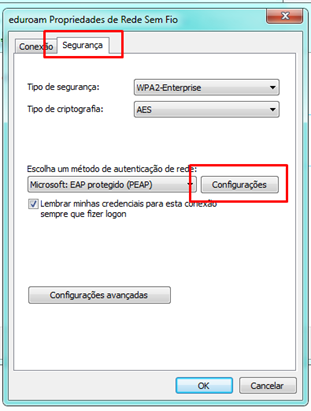 eduroam Propriedades de Rede Sem Fio
Conexão
Segurança
Tipo de segurança:
WPA2-Enterprise
Tipo de criptografia:
AES
Escolha um método de autenticação de rede:
Microsoft: EAP protegido (PEAP)
Configurações
Lembrar minhas credenciais para esta conexão
sempre que fizer logon
Configurações avançadas
OK
Cancelar